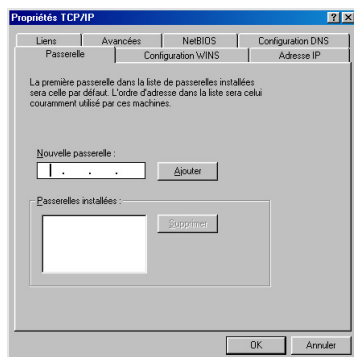 Propriétés TCP/IP
Liens Avancées NetBIOS Configuration DNS
Passerelle Configuration WINS Adresse IP
La première passerelle dans la liste de passerelles installées
sera celle par défaut. L'ordre d'adresse dans la liste sera celui
couramment utilisé par ces machines.
Nouvelle passerelle :
. . .
Ajouter
Passerelles installées :
Supprimer
OK Annuler